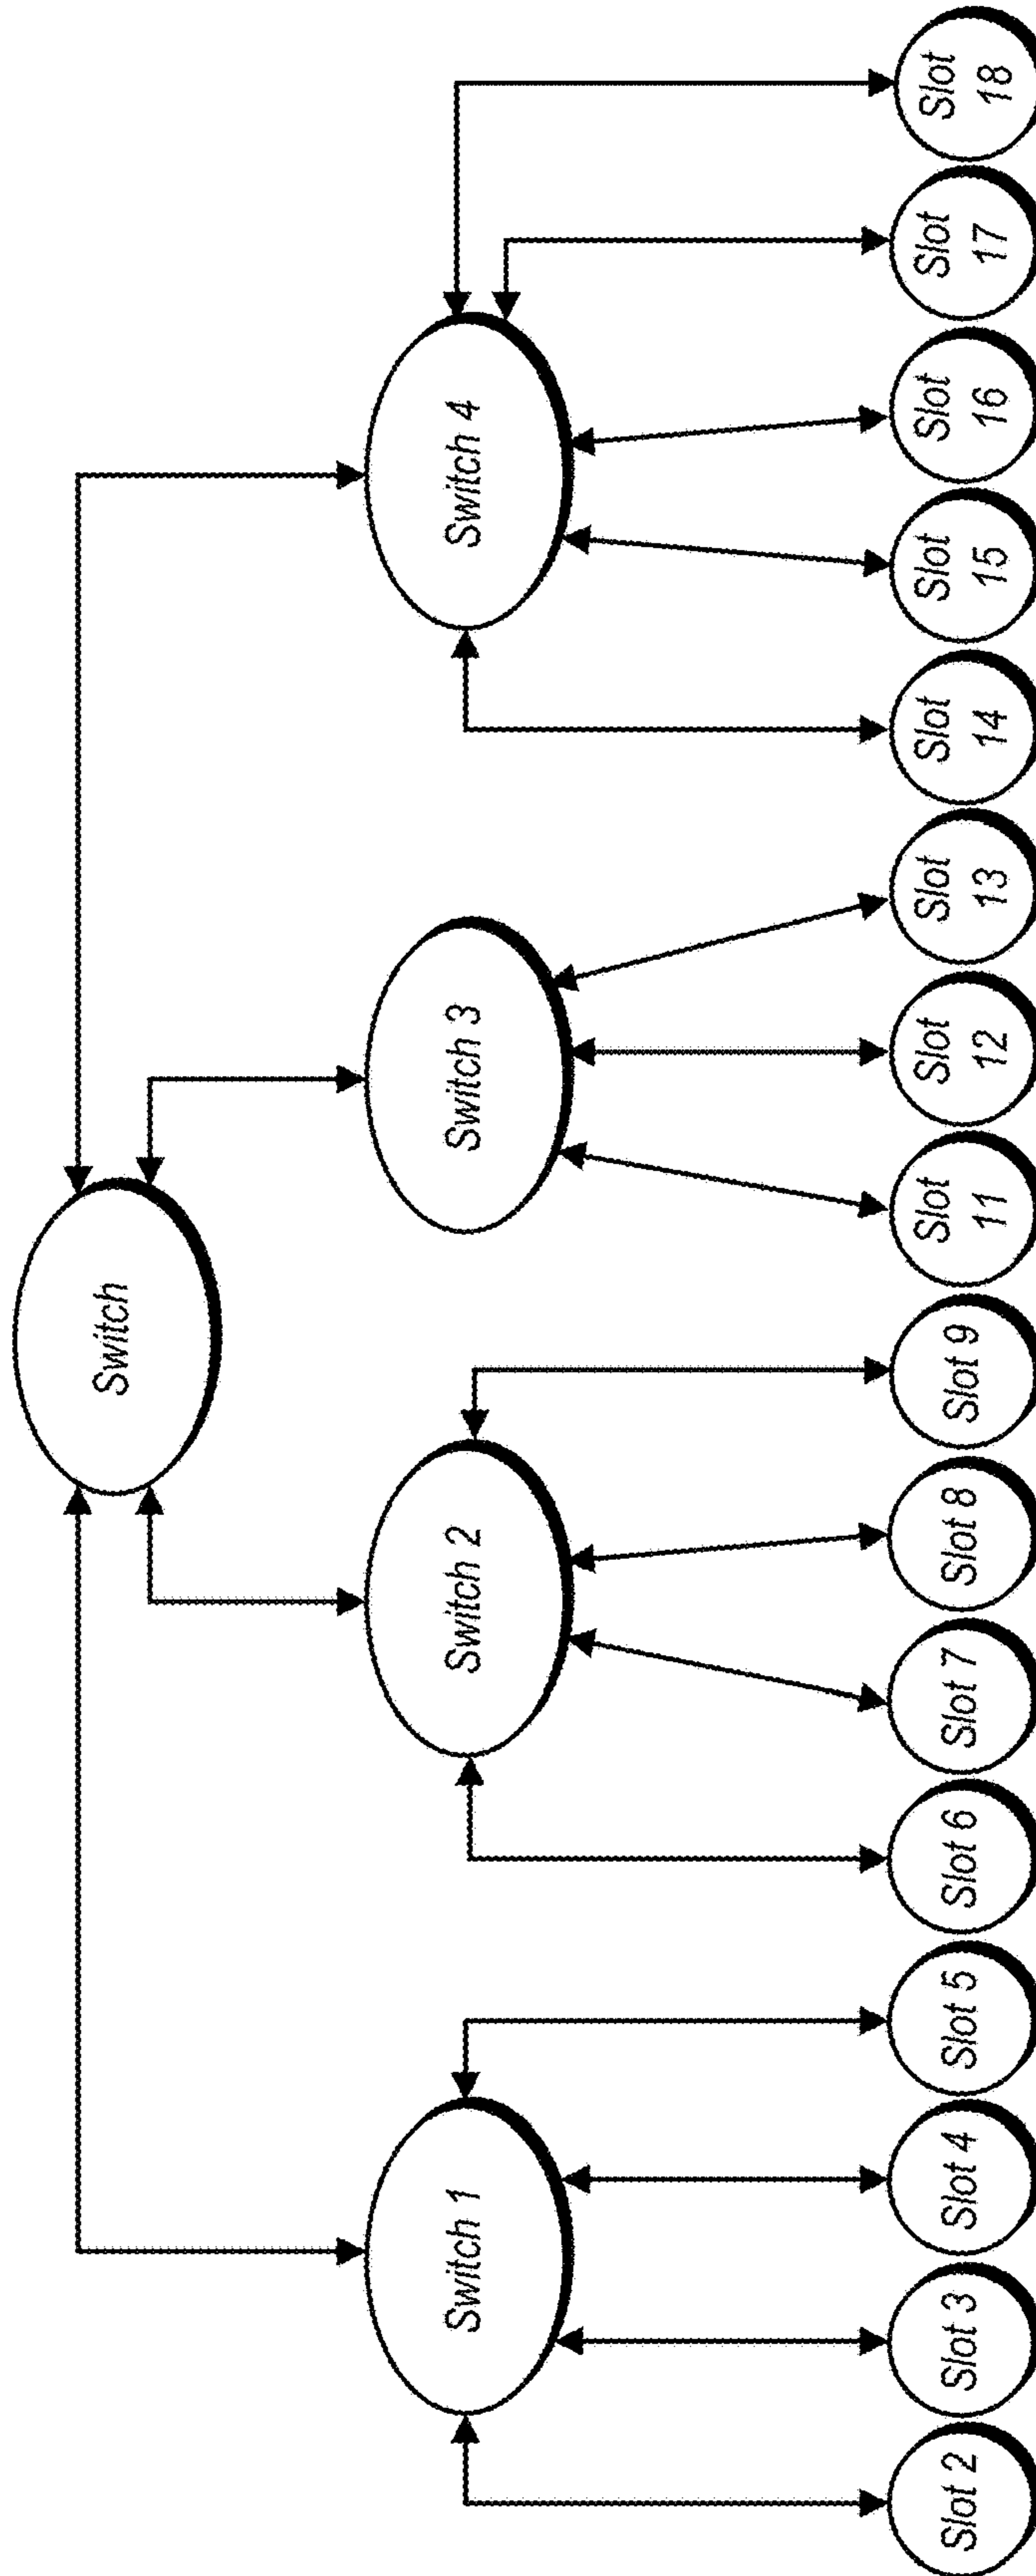 Switch
Switch 1
Switch 2
Switch 3
Switch 4
Slot 2
Slot 3
Slot 4
Slot 5
Slot 6
Slot 7
Slot 8
Slot 9
Slot
11
Slot
12
Slot
13
Slot
14
Slot
15
Slot
16
Slot
17
Slot
18